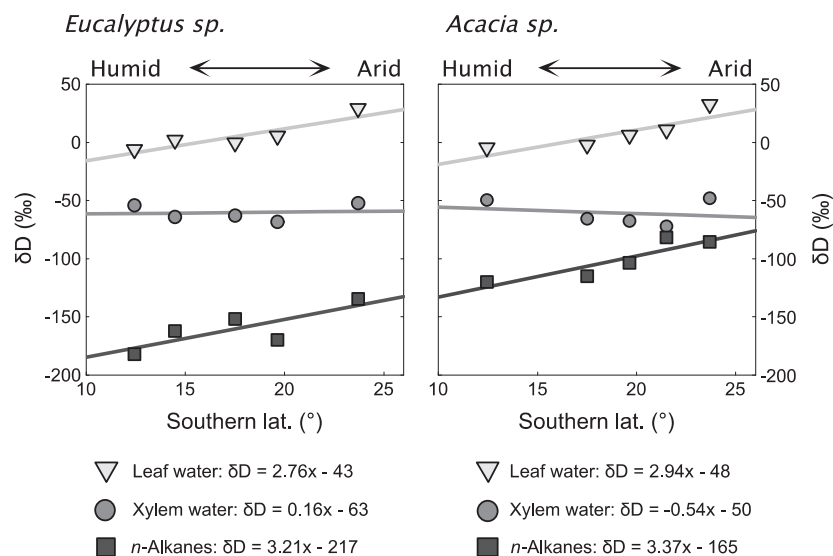 Eucalyptus sp.
Acacia sp.
Humid Arid
Humid Arid
50
0
-50
-100
-150
-200
δD (‰)
10 15 20 25
Southern lat. (°)
50
0
-50
-100
-150
-200
δD (‰)
10 15 20 25
Southern lat. (°)
Leaf water: δD = 2.76x - 43
Xylem water: δD = 0.16x - 63
n-Alkanes: δD = 3.21x - 217
Leaf water: δD = 2.94x - 48
Xylem water: δD = -0.54x - 50
n-Alkanes: δD = 3.37x - 165